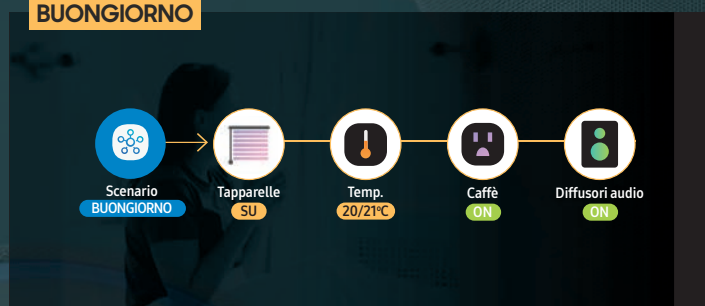 BUONGIORNO
Scenario
BUONGIORNO
Tapparelle
SU
Temp.
20/21°C
Caffè
ON
Diffusori audio
ON